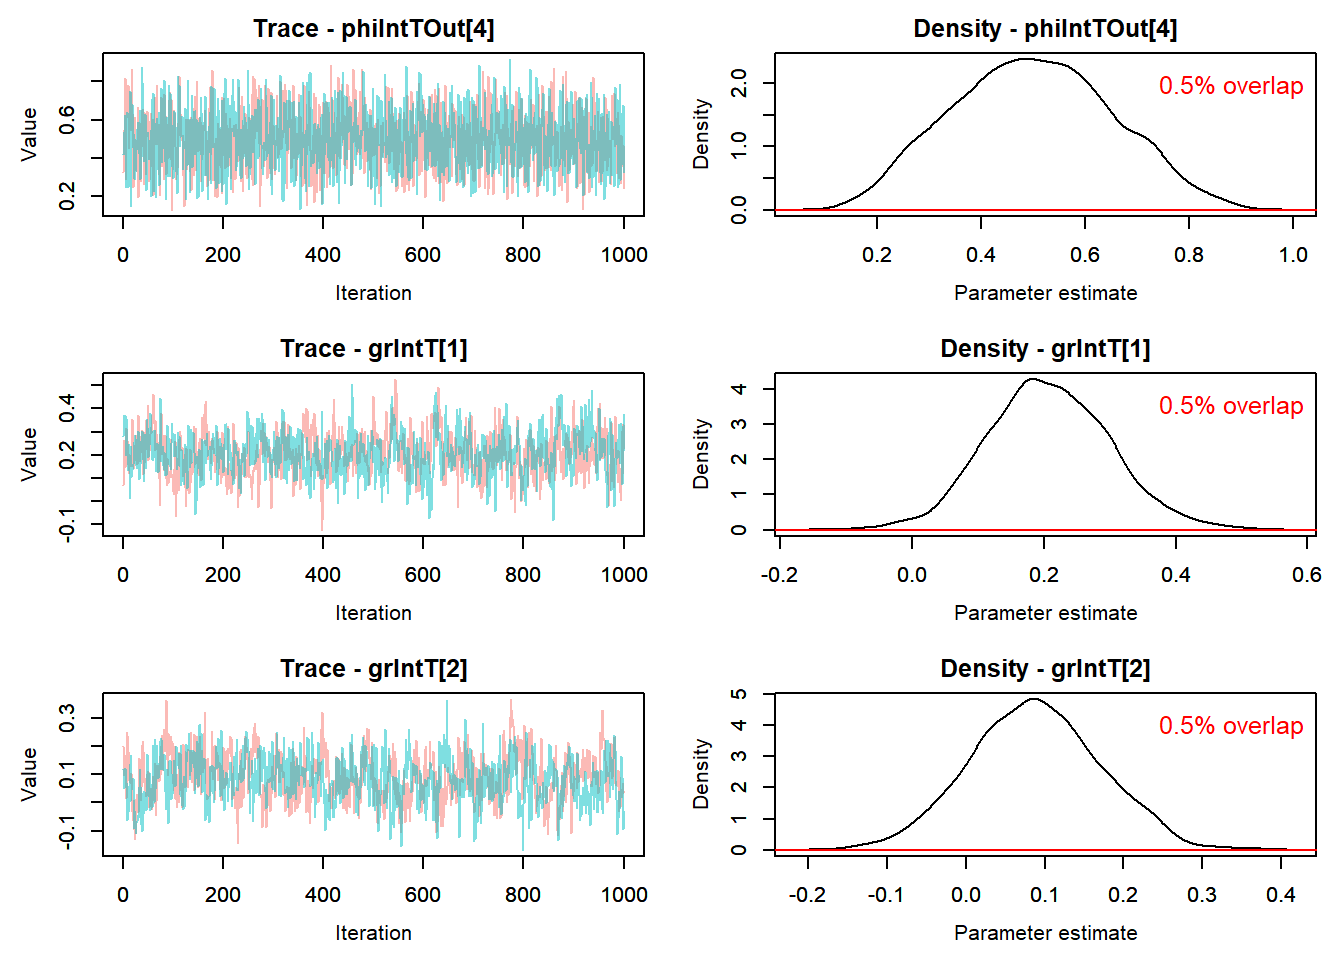 Trace - phiIntTOut[4]
Value
0.2 0.6
0 200 400 600 800 1000
Iteration
Density - phiIntTOut[4]
0.5% overlap
Density
0.0 1.0 2.0
0.2 0.4 0.6 0.8 1.0
Parameter estimate
Trace - grIntT[1]
Value
-0.1 0.2 0.4
0 200 400 600 800 1000
Iteration
Density - grIntT[1]
0.5% overlap
Density
0 1 2 3 4
-0.2 0.0 0.2 0.4 0.6
Parameter estimate
Trace - grIntT[2]
Value
-0.1 0.1 0.3
0 200 400 600 800 1000
Iteration
Density - grIntT[2]
0.5% overlap
Density
0 1 2 3 4 5
-0.2 -0.1 0.0 0.1 0.2 0.3 0.4
Parameter estimate